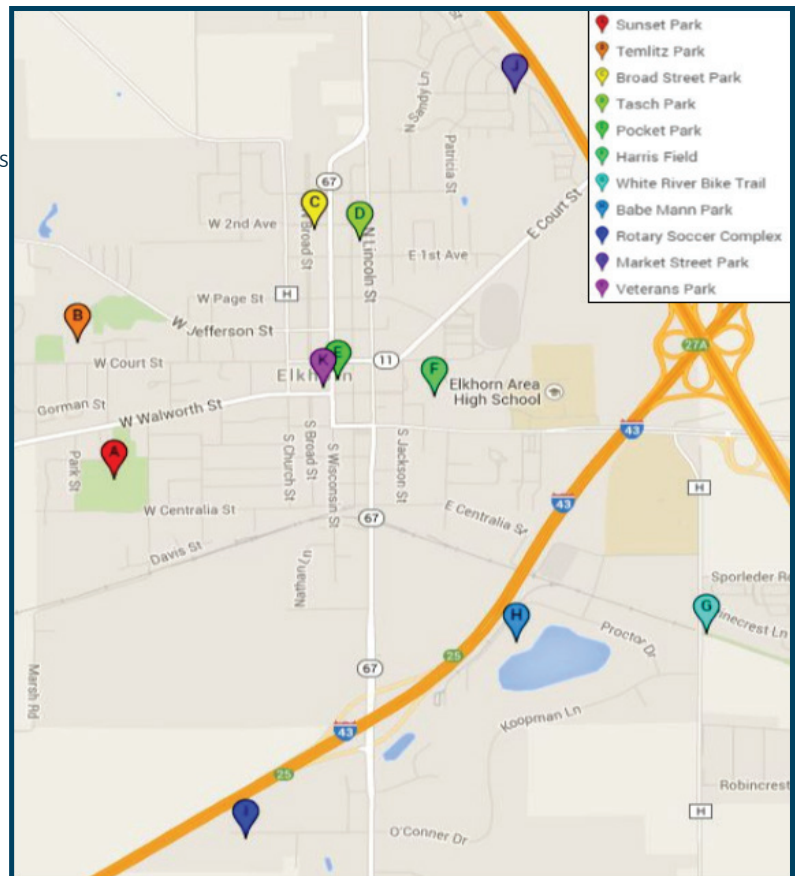 s
Sunset Park
Temlitz Park
Broad Street Park
Tasch Park
Pocket Park
Harris Field
White River Bike Trail
Babe Mann Park
Rotary Soccer Complex
Market Street Park
Veterans Park
J
N Sandy Ln
Patricia St
67
C
D
W 2nd Ave
N Broad St
N Lincoln St
E 1st Ave
E Court St
H
W Page St
B
W Jefferson St
27A
W Court St
K
E
11
F
Elkhorn
Elkhorn Area
High School
Gorman St
W Walworth St
43
A
Park St
S Church St
S Broad St
S Wisconsin St
S Jackson St
H
43
W Centralia St
67
E Centralia St
Davis St
Nathan Ln
Sporleder Rd
G
H
Pinecrest Ln
Proctor Dr
25
67
Marsh Rd
Koopman Ln
43
25
Robincrest
I
H
O'Conner Dr